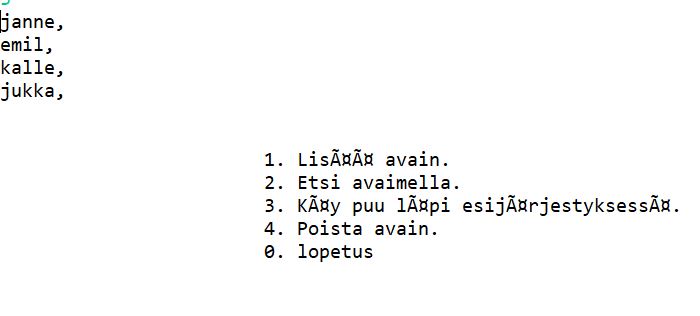 janne,
emil,
kalle,
jukka,
1. LisÃ¤Ã¤ avain.
2. Etsi avaimella.
3. KÃ¤y puu lÃ¤pi esijÃ¤rjestyksessÃ¤.
4. Poista avain.
0. lopetus